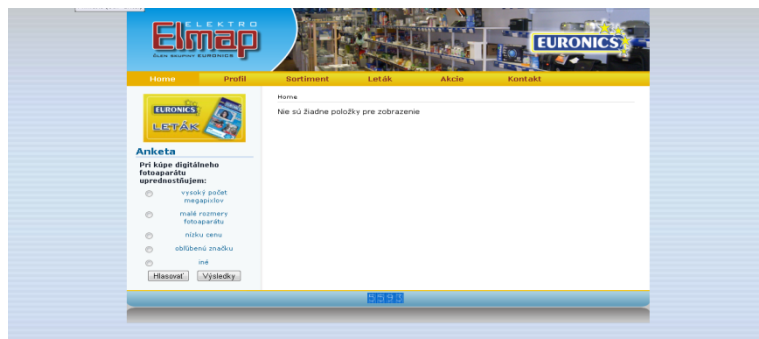 ELEKTRO
Elmap
ČLEN SKUPINY EURONICS
EURONICS
Home Profil Sortiment Leták Akcie Kontakt
EURONICS
LETÁK
Home
Nie sú žiadne položky pre zobrazenie
Anketa
Pri kúpe digitálneho
fotoaparátu
uprednostňujem:
vysoký počet
megapixlov
malé rozmery
fotoaparátu
nízku cenu
obľúbenú značku
iné
Hlasovať Výsledky
5593